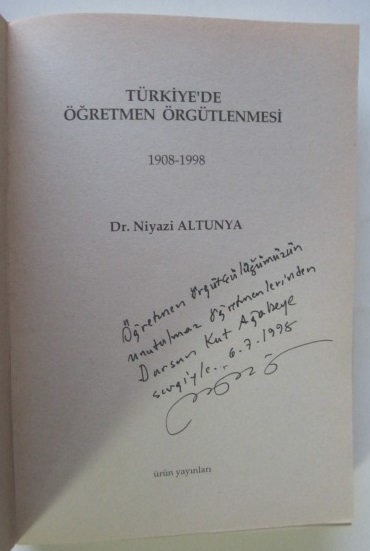 TÜRKİYE'DE
ÖĞRETMEN ÖRGÜTLENMESİ
1908-1998
Dr. Niyazi ALTUNYA
Öğretmen örgütçülüğümüzün
unutulmaz öğretmenlerinden
Dursun Kut Ağabeye
sevgiyle.. 6.7.1998
ürün yayınları